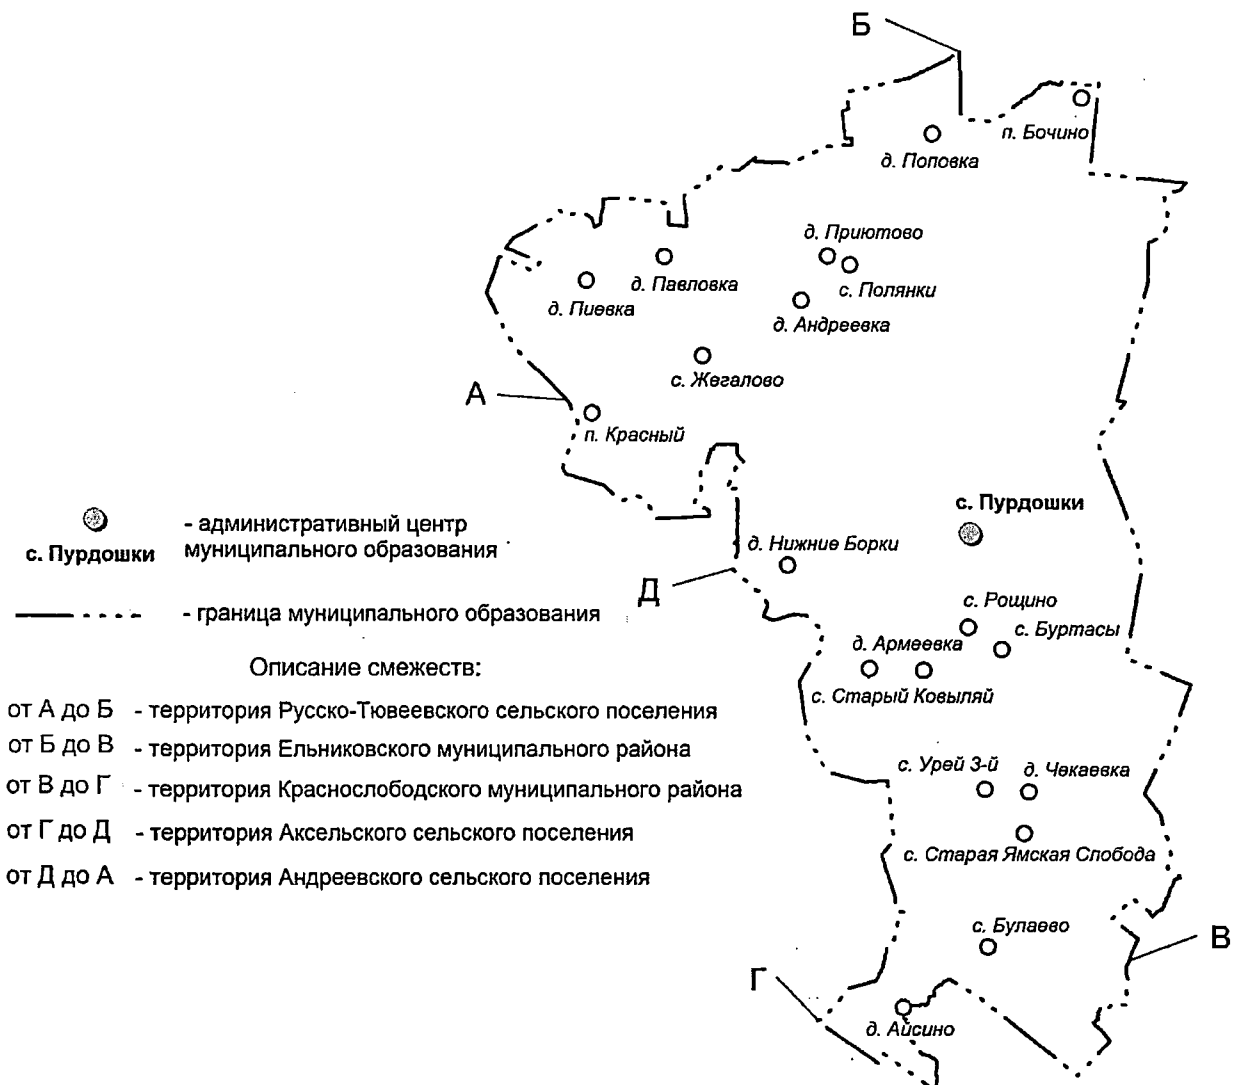 Б
п. Бочино
д. Поповка
д. Приютово
с. Полянки
д. Павловка
д. Пиевка
д. Андреевка
с. Жегалово
А
п. Красный
с. Пурдошки
- административный центр
муниципального образования
с. Пурдошки
д. Нижние Борки
Д
- граница муниципального образования
с. Рощино
с. Буртасы
д. Армеевка
с. Старый Ковыляй
Описание смежеств:
от А до Б - территория Русско-Тювеевского сельского поселения
от Б до В - территория Ельниковского муниципального района
от В до Г - территория Краснослободского муниципального района
от Г до Д - территория Аксельского сельского поселения
от Д до А - территория Андреевского сельского поселения
с. Урей 3-й
д. Чекаевка
с. Старая Ямская Слобода
с. Булаево
В
Г
д. Айсино